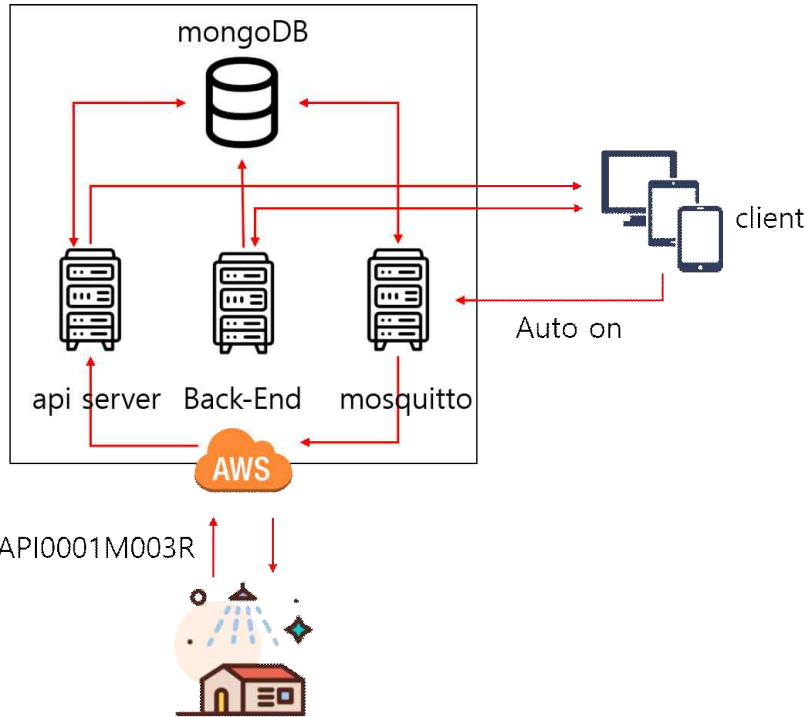 mongoDB
client
Auto on
api server
Back-End
mosquitto
AWS
API0001M003R